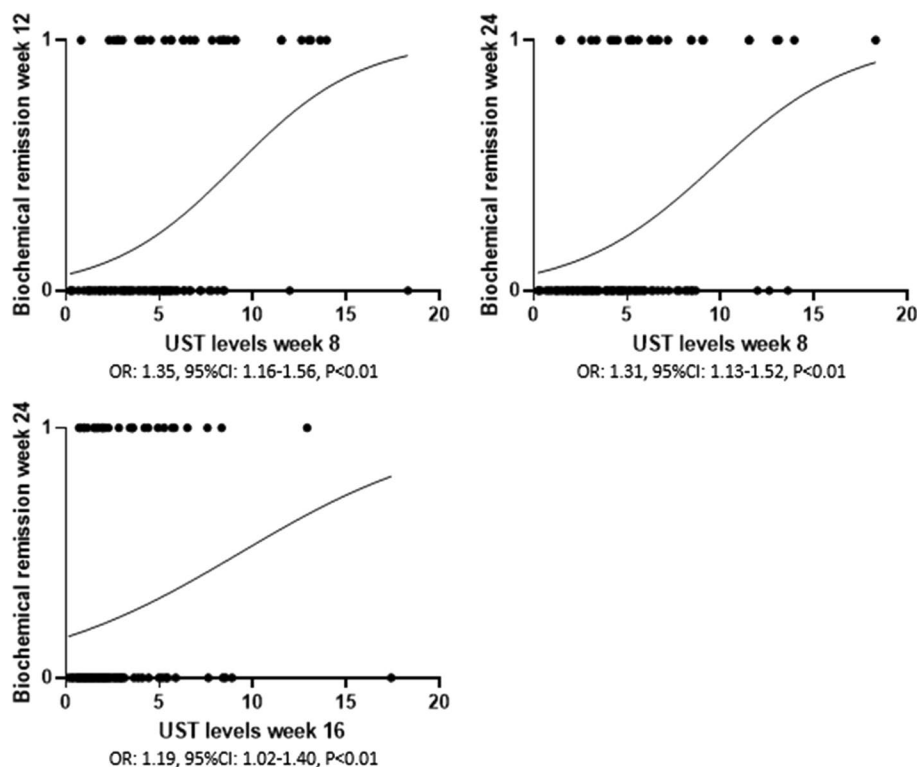 Biochemical remission week 12
1
0
0 5 10 15 20
UST levels week 8
OR: 1.35, 95%CI: 1.16-1.56, P<0.01
Biochemical remission week 24
1
0
0 5 10 15 20
UST levels week 8
OR: 1.31, 95%CI: 1.13-1.52, P<0.01
Biochemical remission week 24
1
0
0 5 10 15 20
UST levels week 16
OR: 1.19, 95%CI: 1.02-1.40, P<0.01